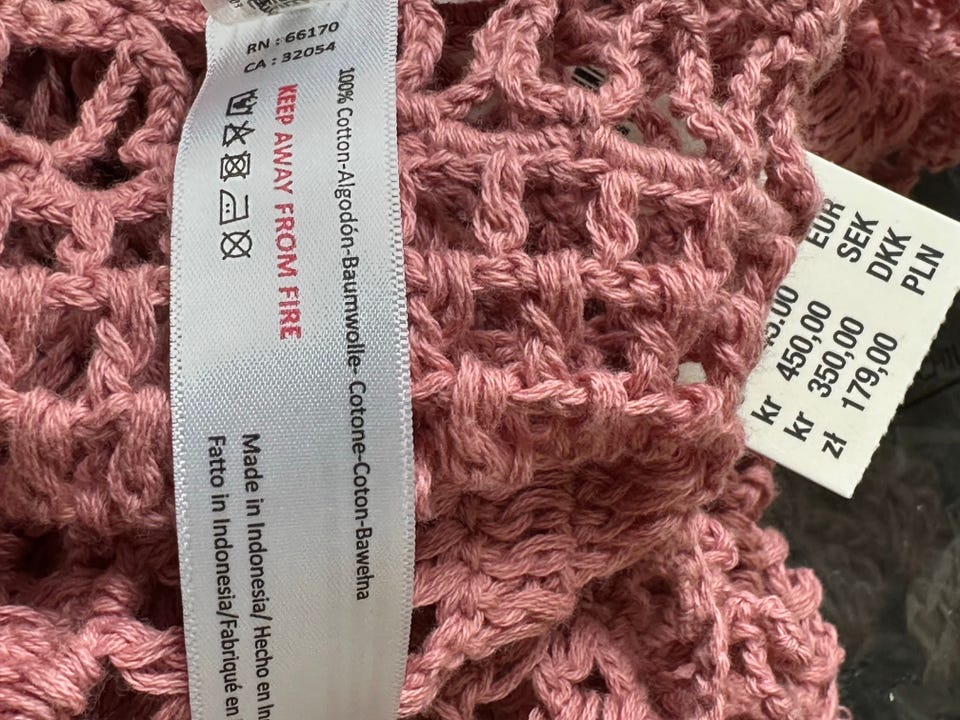 RN : 66170
CA : 32054
KEEP AWAY FROM FIRE
100% Cotton-Algodón-Baumwolle- Cotone-Coton-Bawełna
Made in Indonesia/ Hecho en In
Fatto in Indonesia/Fabriqué en
EUR
kr 450,00 SEK
kr 350,00 DKK
zł 179,00 PLN